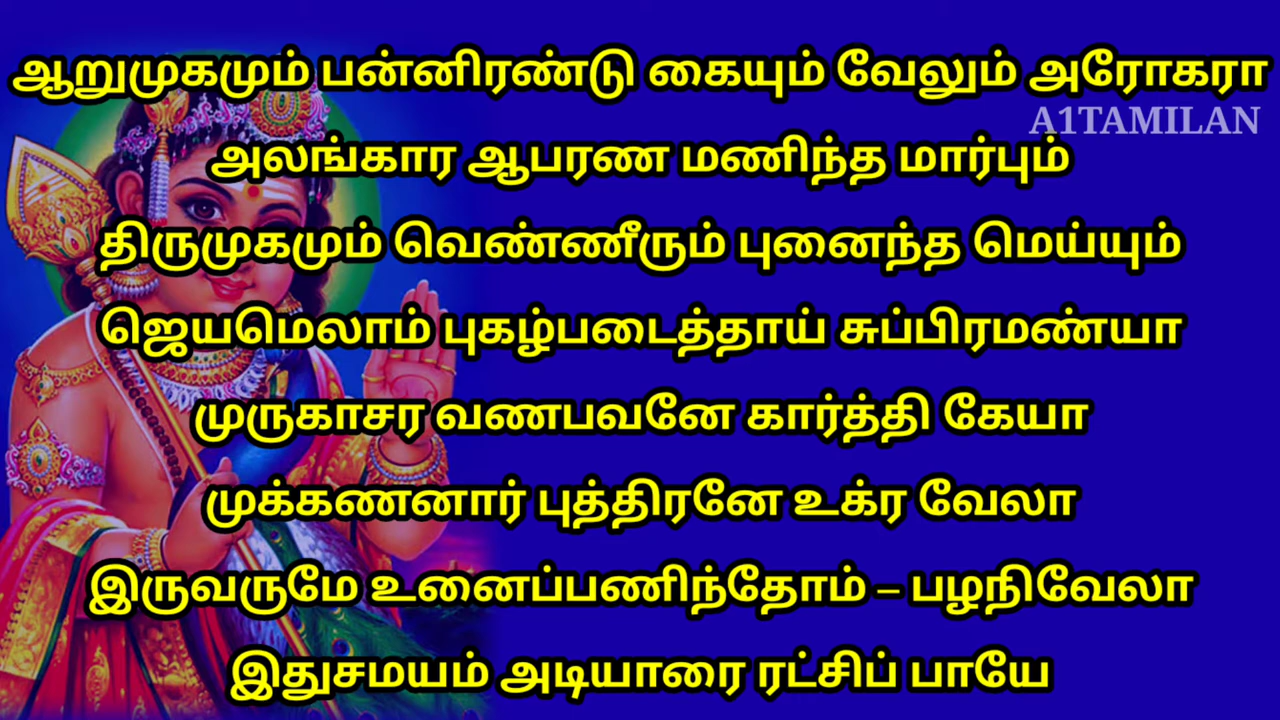 ஆறுமுகமும் பன்னிரண்டு கையும் வேலும் அரோகரா
A1TAMILAN
அலங்கார ஆபரண மணிந்த மார்பும்
திருமுகமும் வெண்ணீரும் புனைந்த மெய்யும்
ஜெயமெலாம் புகழ்படைத்தாய் சுப்பிரமண்யா
முருகாசர வணபவனே கார்த்தி கேயா
முக்கணனார் புத்திரனே உக்ர வேலா
இருவருமே உனைப்பணிந்தோம் – பழநிவேலா
இதுசமயம் அடியாரை ரட்சிப் பாயே